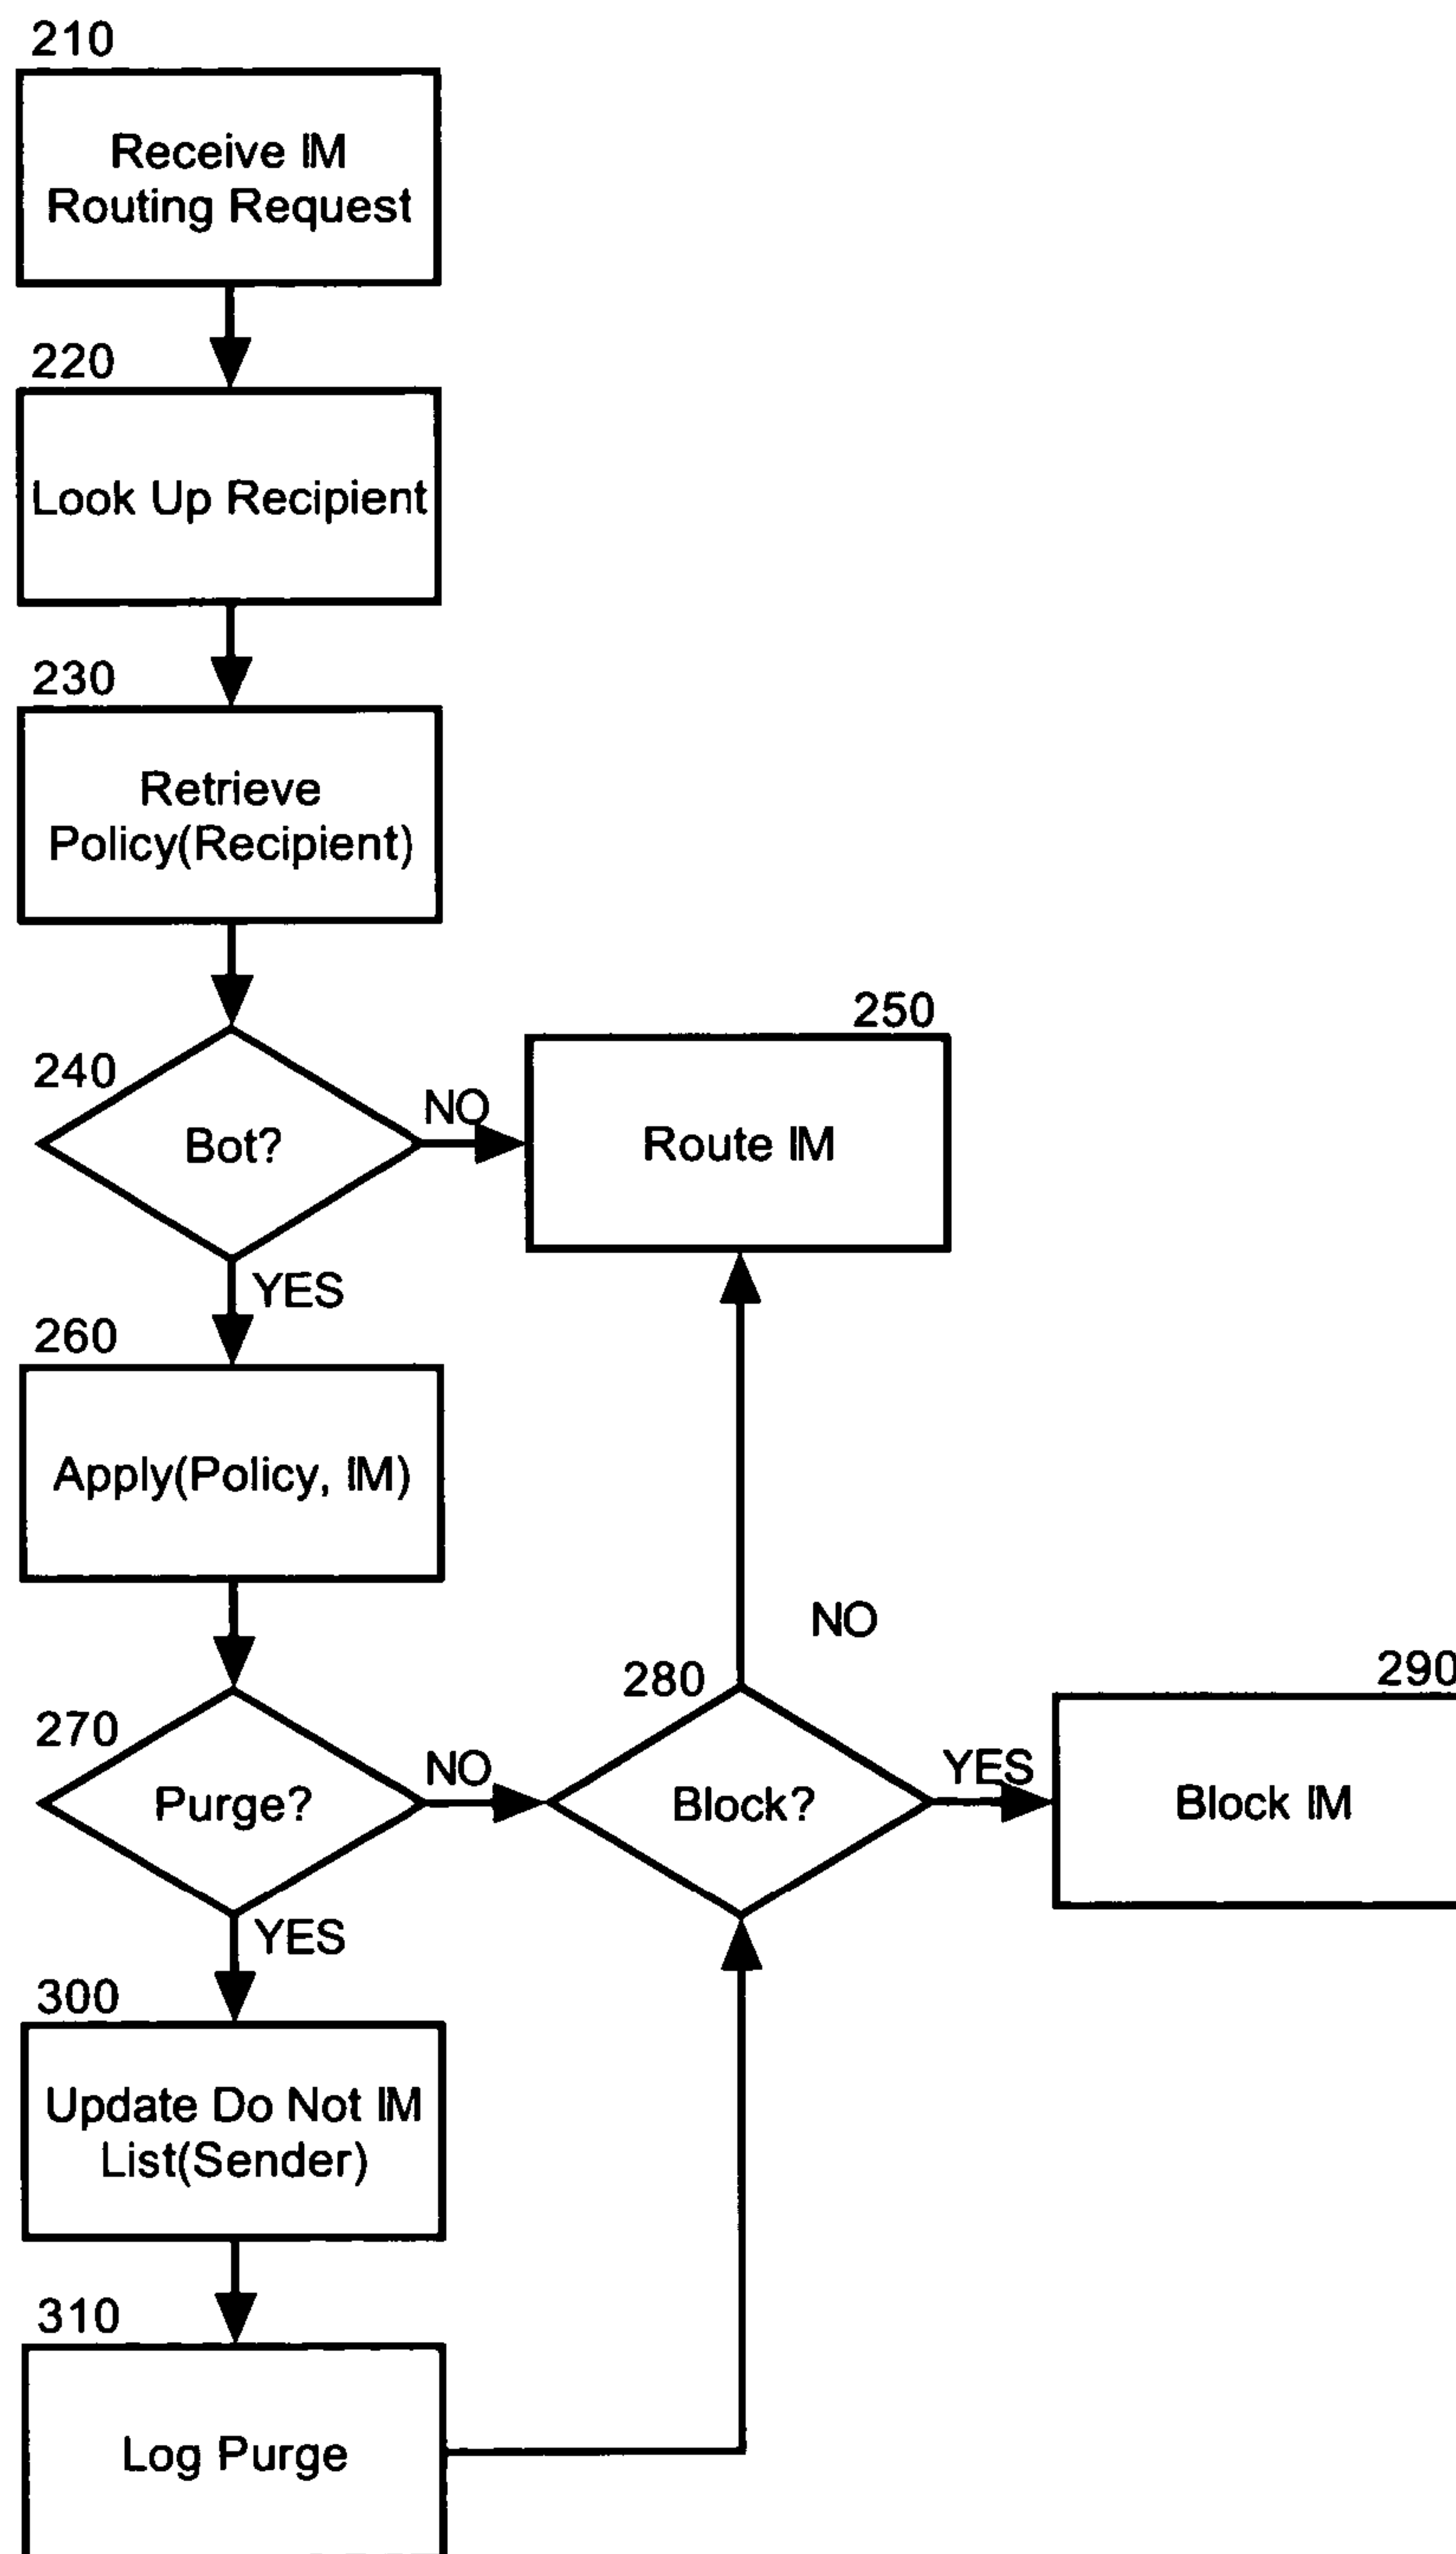 210
Receive IM
Routing Request
220
Look Up Recipient
230
Retrieve
Policy(Recipient)
240
Bot?
NO
250
Route IM
YES
260
Apply(Policy, IM)
270
Purge?
NO
280
Block?
NO
YES
290
Block IM
YES
300
Update Do Not IM
List(Sender)
310
Log Purge